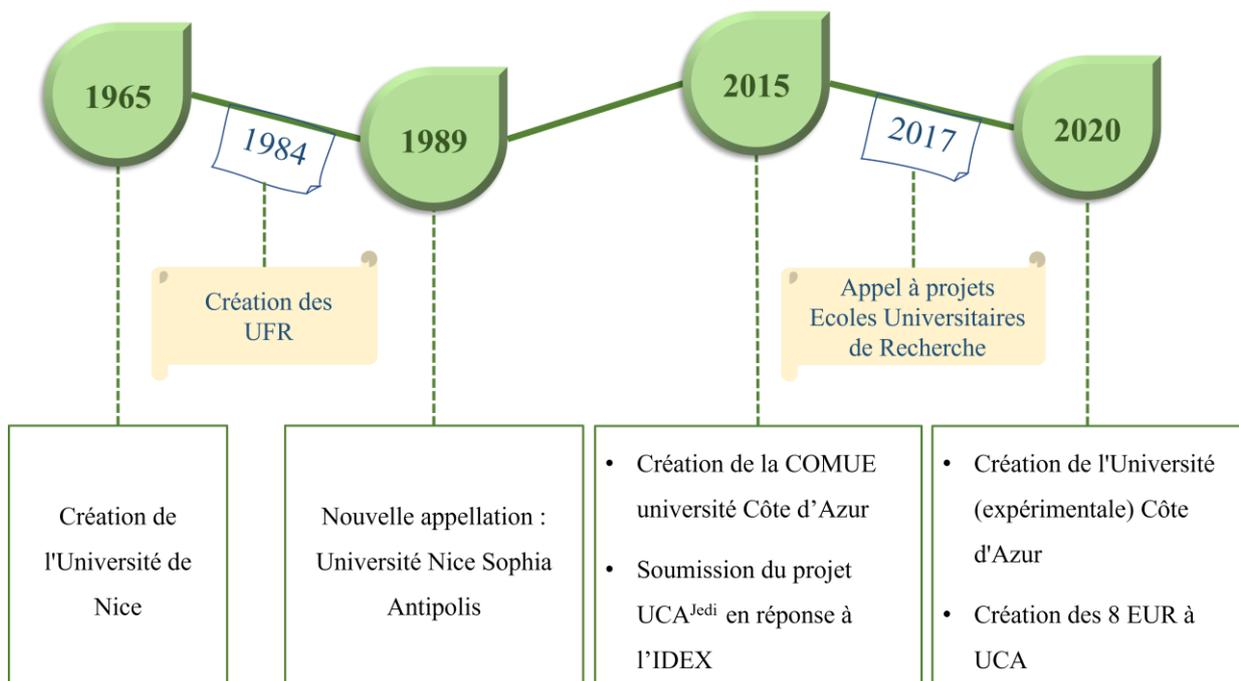 1965
1984
1989
2015
2017
2020
Création des
UFR
Appel à projets
Ecoles Universitaires
de Recherche
Création de
l'Université de
Nice
Nouvelle appellation :
Université Nice Sophia
Antipolis
• Création de la COMUE
université Côte d’Azur
• Soumission du projet
UCAJedi en réponse à
l’IDEX
• Création de l'Université
(expérimentale) Côte
d'Azur
• Création des 8 EUR à
UCA